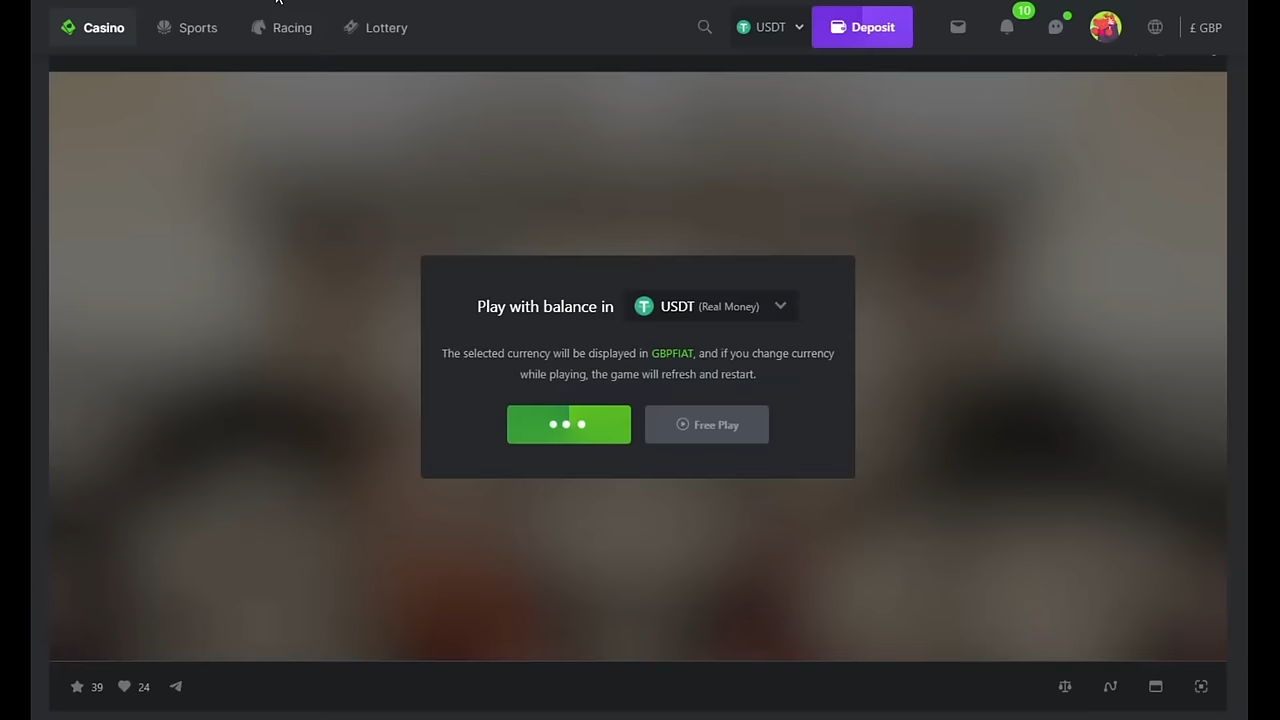 Casino
Sports
Racing
Lottery
USDT
Deposit
10
£ GBP
Play with balance in
USDT (Real Money)
The selected currency will be displayed in GBPFIAT, and if you change currency
while playing, the game will refresh and restart.
Free Play
39
24